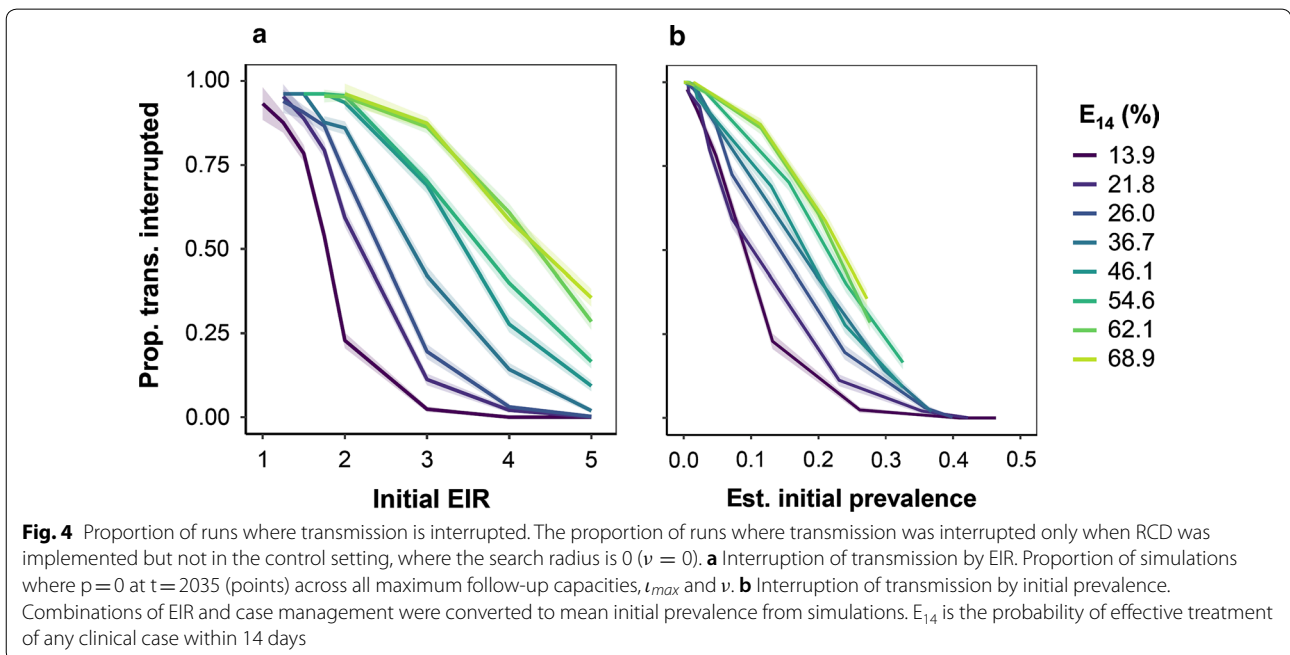 a
b
Prop. trans. interrupted
1.00
0.75
0.50
0.25
0.00
1 2 3 4 5
Initial EIR
0.0 0.1 0.2 0.3 0.4 0.5
Est. initial prevalence
E14 (%)
13.9
21.8
26.0
36.7
46.1
54.6
62.1
68.9
Fig. 4 Proportion of runs where transmission is interrupted. The proportion of runs where transmission was interrupted only when RCD was
implemented but not in the control setting, where the search radius is 0 (ν = 0). a Interruption of transmission by EIR. Proportion of simulations
where p = 0 at t = 2035 (points) across all maximum follow-up capacities, ιmax and ν. b Interruption of transmission by initial prevalence.
Combinations of EIR and case management were converted to mean initial prevalence from simulations. E14 is the probability of effective treatment
of any clinical case within 14 days